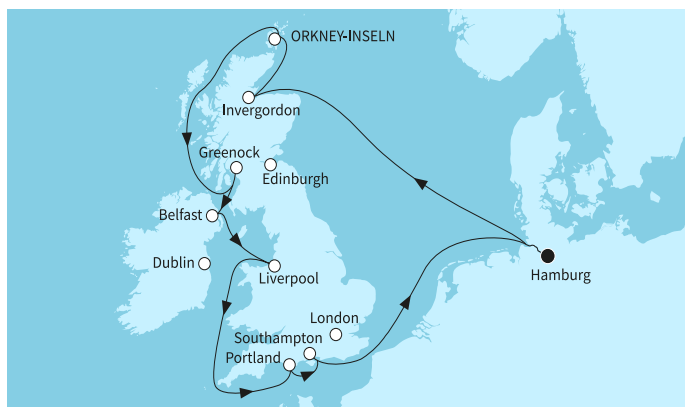 ORKNEY-INSELN
Invergordon
Greenock
Edinburgh
Belfast
Dublin
Liverpool
Hamburg
London
Southampton
Portland